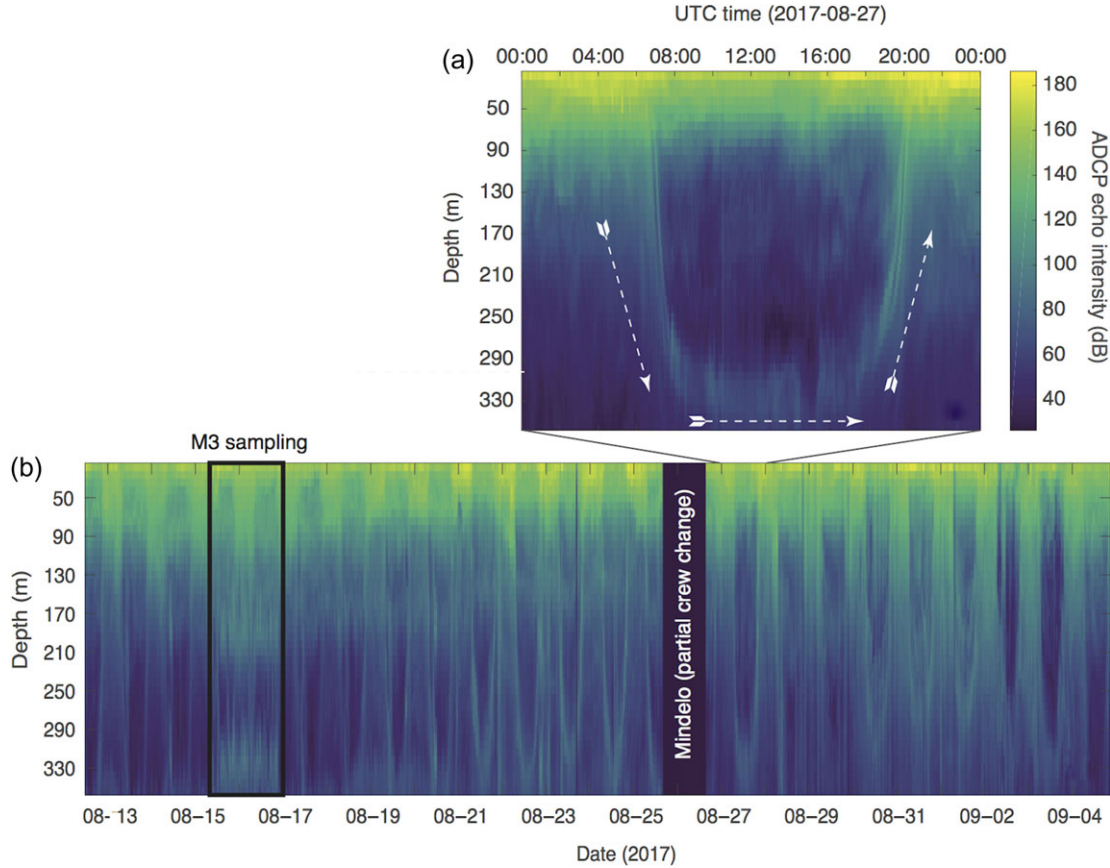 UTC time (2017-08-27)
(a)
00:00 04:00 08:00 12:00 16:00 20:00 00:00
50
90
130
170
210
250
290
330
Depth (m)
180
160
140
120
100
80
60
40
ADCP echo intensity (dB)
M3 sampling
(b)
50
90
130
170
210
250
290
330
Depth (m)
Mindelo (partial crew change)
08-13 08-15 08-17 08-19 08-21 08-23 08-25 08-27 08-29 08-31 09-02 09-04
Date (2017)